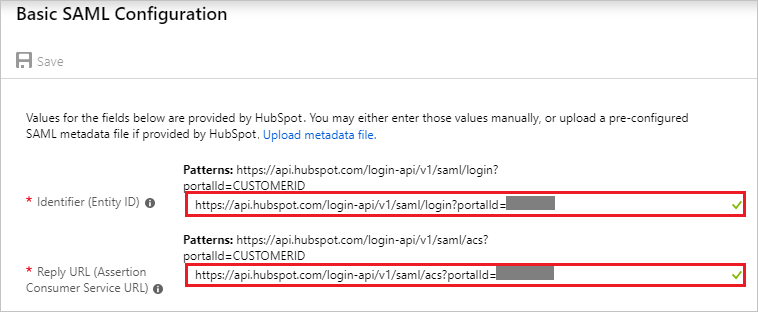 Basic SAML Configuration
Save
Values for the fields below are provided by HubSpot. You may either enter those values manually, or upload a pre-configured
SAML metadata file if provided by HubSpot. Upload metadata file.
Patterns: https://api.hubspot.com/login-api/v1/saml/login?
portalId=CUSTOMERID
* Identifier (Entity ID)
https://api.hubspot.com/login-api/v1/saml/login?portalId=
Patterns: https://api.hubspot.com/login-api/v1/saml/acs?
portalId=CUSTOMERID
* Reply URL (Assertion
Consumer Service URL)
https://api.hubspot.com/login-api/v1/saml/acs?portalId=